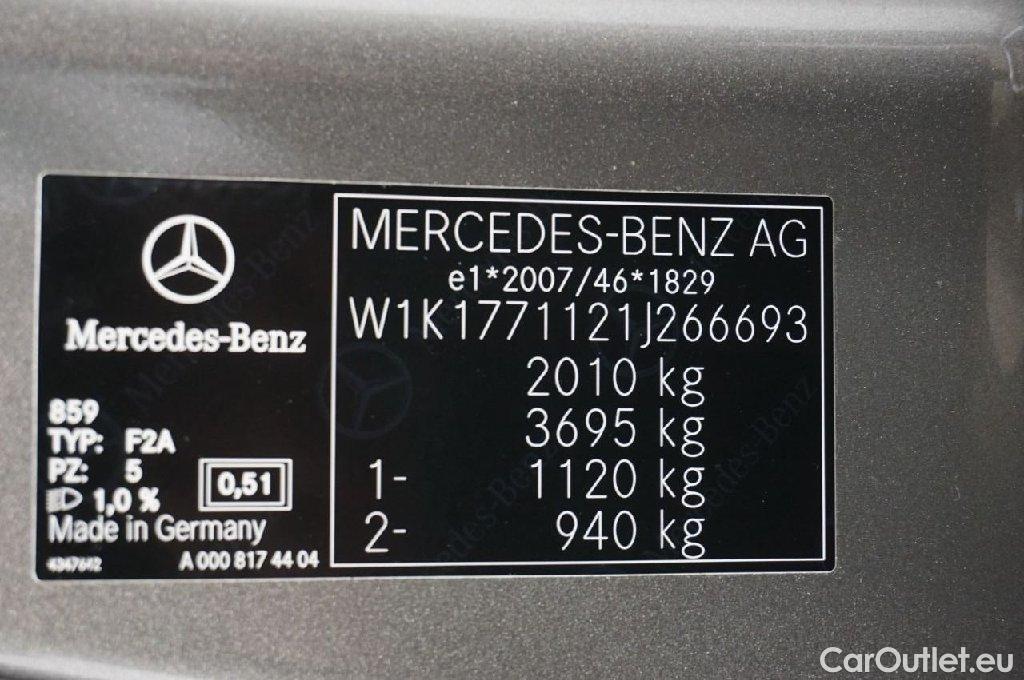 Mercedes-Benz
859
TYP: F2A
PZ: 5
1,0 %
0,51
Made in Germany
4347642
A 000 817 44 04
MERCEDES-BENZ AG
e1*2007/46*1829
W1K1771121J266693
2010 kg
3695 kg
1- 1120 kg
2- 940 kg
CarOutlet.eu